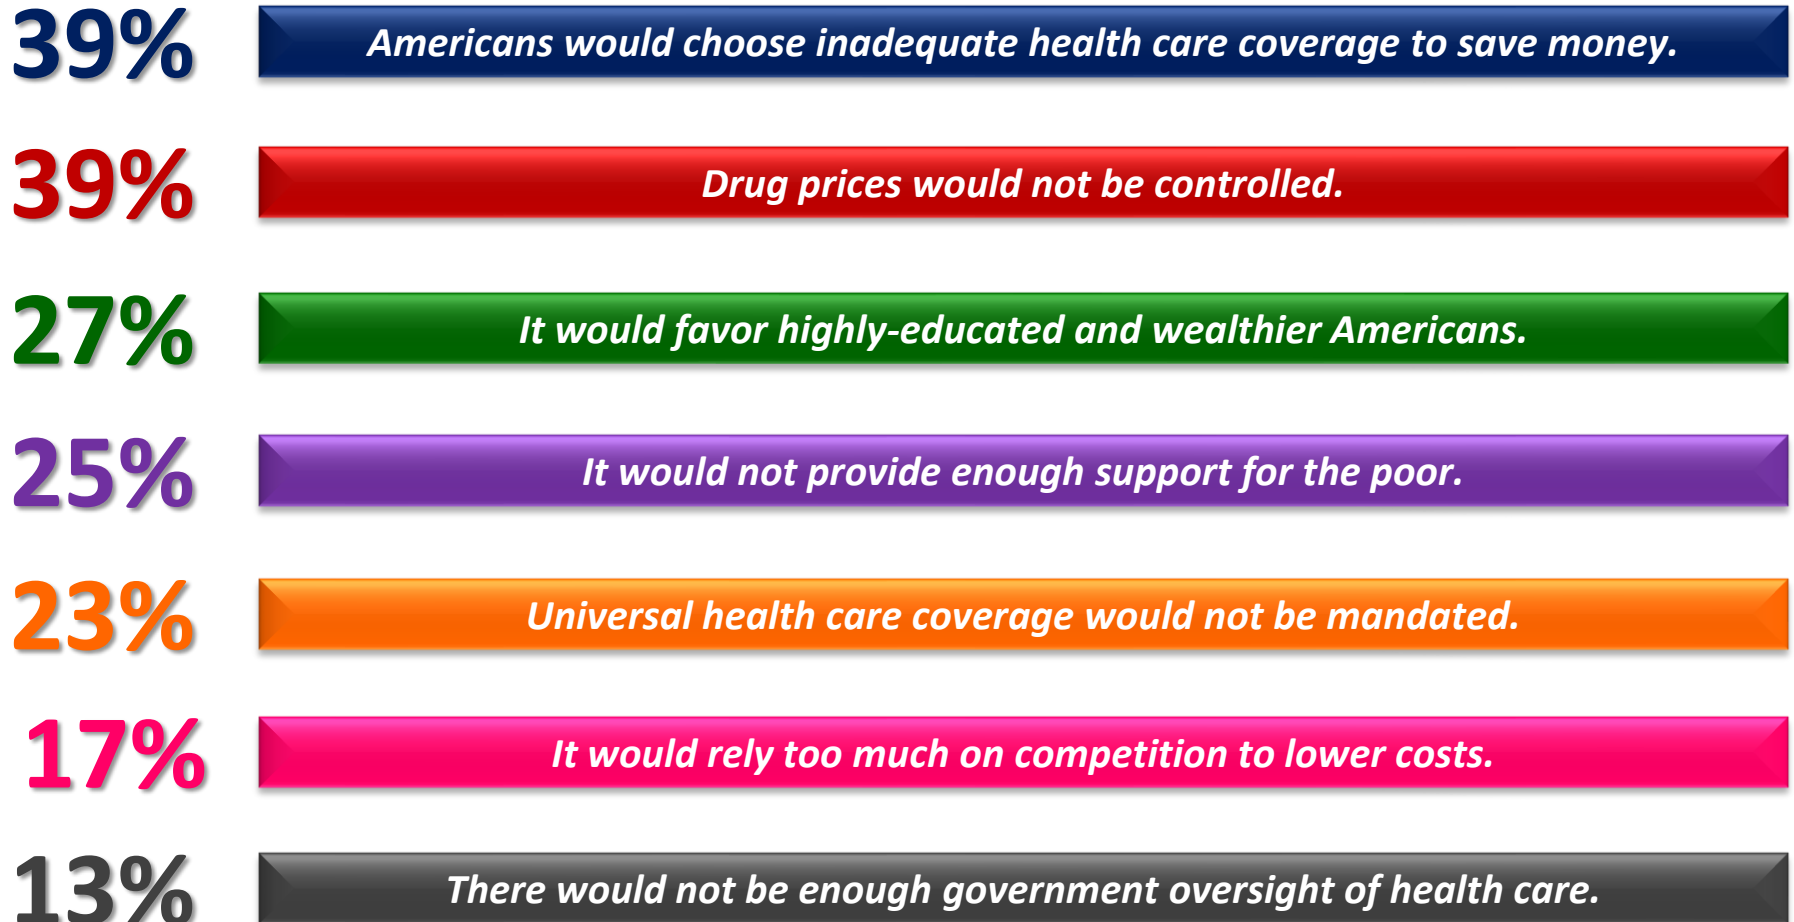 39% Americans would choose inadequate health care coverage to save money.
39% Drug prices would not be controlled.
27% It would favor highly-educated and wealthier Americans.
25% It would not provide enough support for the poor.
23% Universal health care coverage would not be mandated.
17% It would rely too much on competition to lower costs.
13% There would not be enough government oversight of health care.